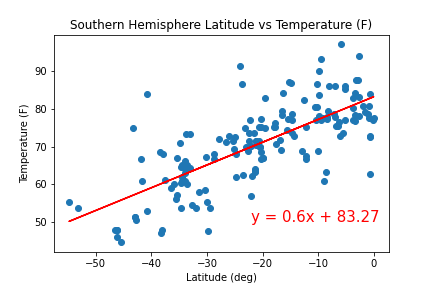 Southern Hemisphere Latitude vs Temperature (F)
Temperature (F)
90
80
70
60
50
y = 0.6x + 83.27
−50 −40 −30 −20 −10 0
Latitude (deg)